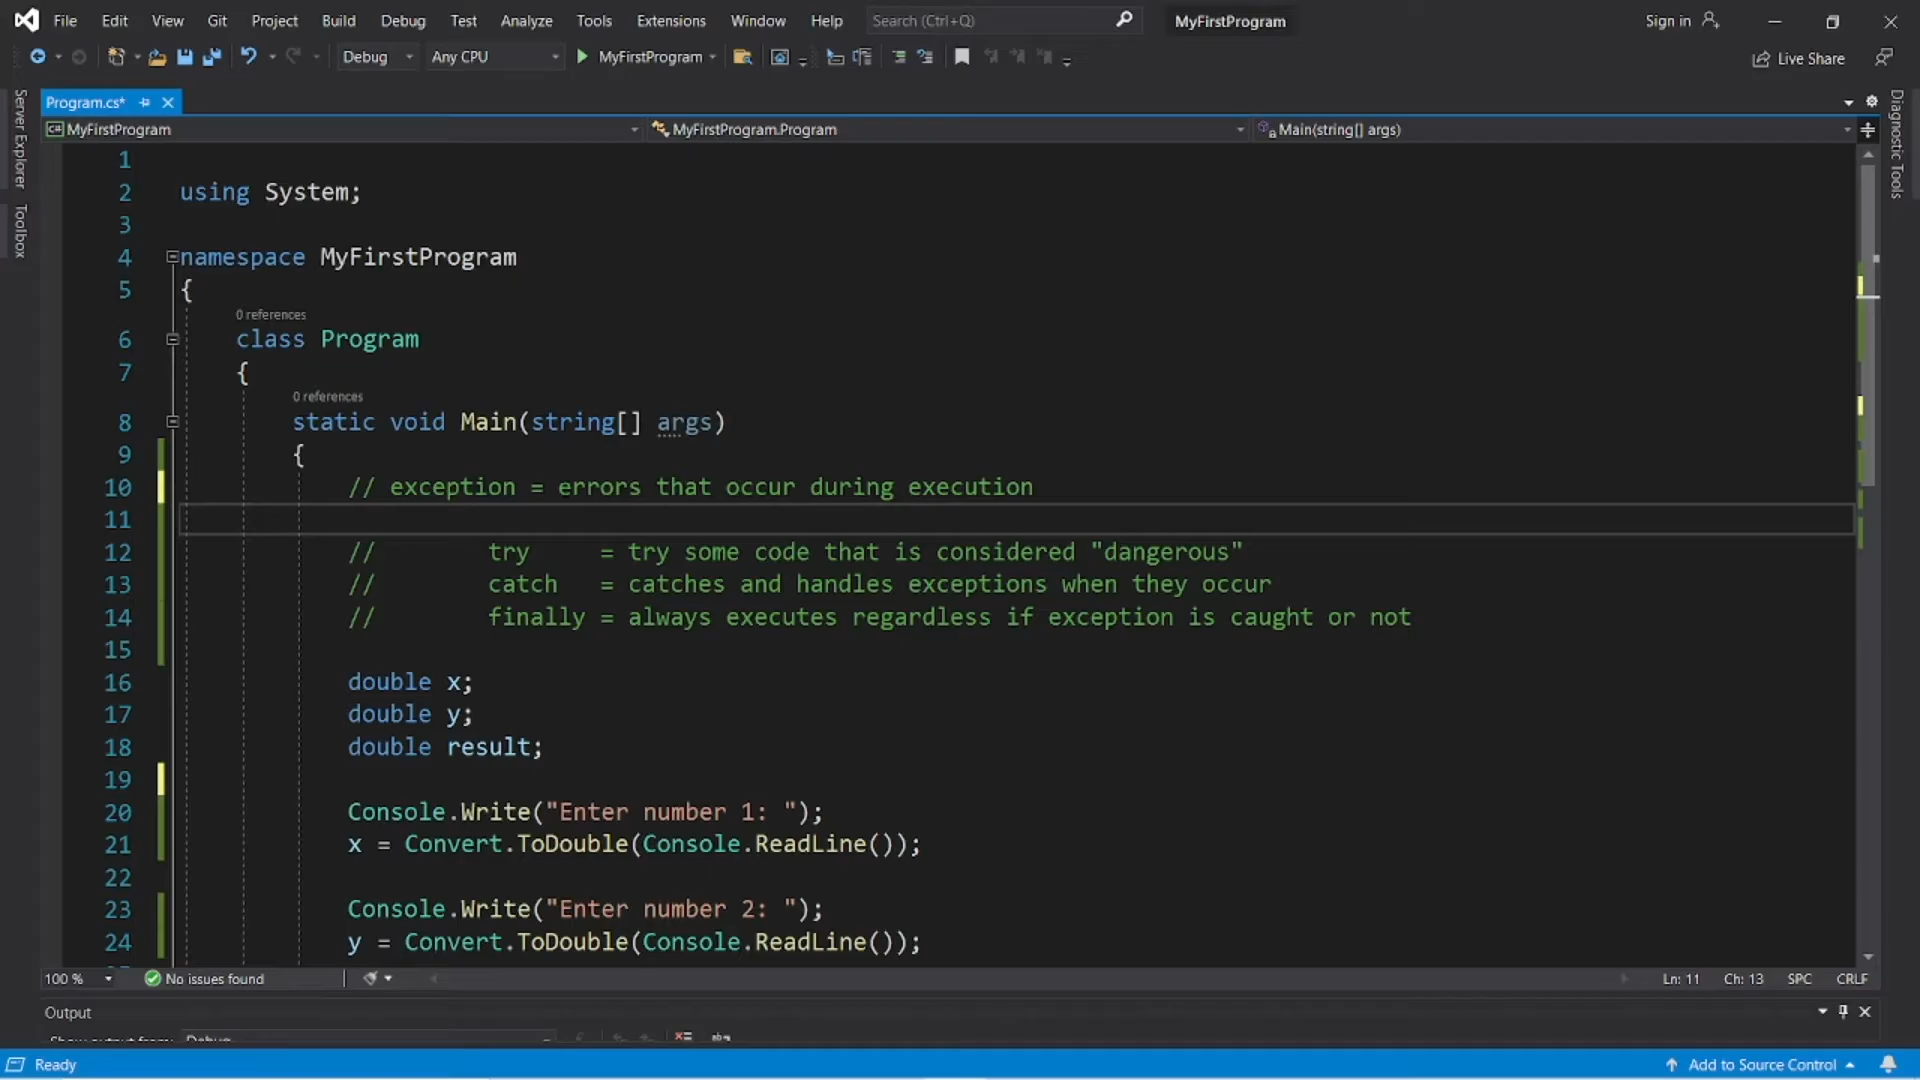 File Edit View Git Project Build Debug Test Analyze Tools Extensions Window Help Search (Ctrl+Q) MyFirstProgram Sign in
Debug Any CPU MyFirstProgram Live Share
Server Explorer
Toolbox
Diagnostic Tools
Program.cs*
C# MyFirstProgram MyFirstProgram.Program Main(string[] args)
1
2 using System;
3
4 namespace MyFirstProgram
5 {
0 references
6 class Program
7 {
0 references
8 static void Main(string[] args)
9 {
10 // exception = errors that occur during execution
11
12 // try = try some code that is considered "dangerous"
13 // catch = catches and handles exceptions when they occur
14 // finally = always executes regardless if exception is caught or not
15
16 double x;
17 double y;
18 double result;
19
20 Console.Write("Enter number 1: ");
21 x = Convert.ToDouble(Console.ReadLine());
22
23 Console.Write("Enter number 2: ");
24 y = Convert.ToDouble(Console.ReadLine());
100 % No issues found Ln: 11 Ch: 13 SPC CRLF
Output
Show output from: Debug
Ready Add to Source Control